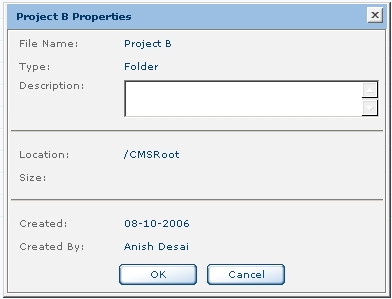 Project B Properties
File Name: Project B
Type: Folder
Description:
Location: /CMSRoot
Size:
Created: 08-10-2006
Created By: Anish Desai
OK Cancel